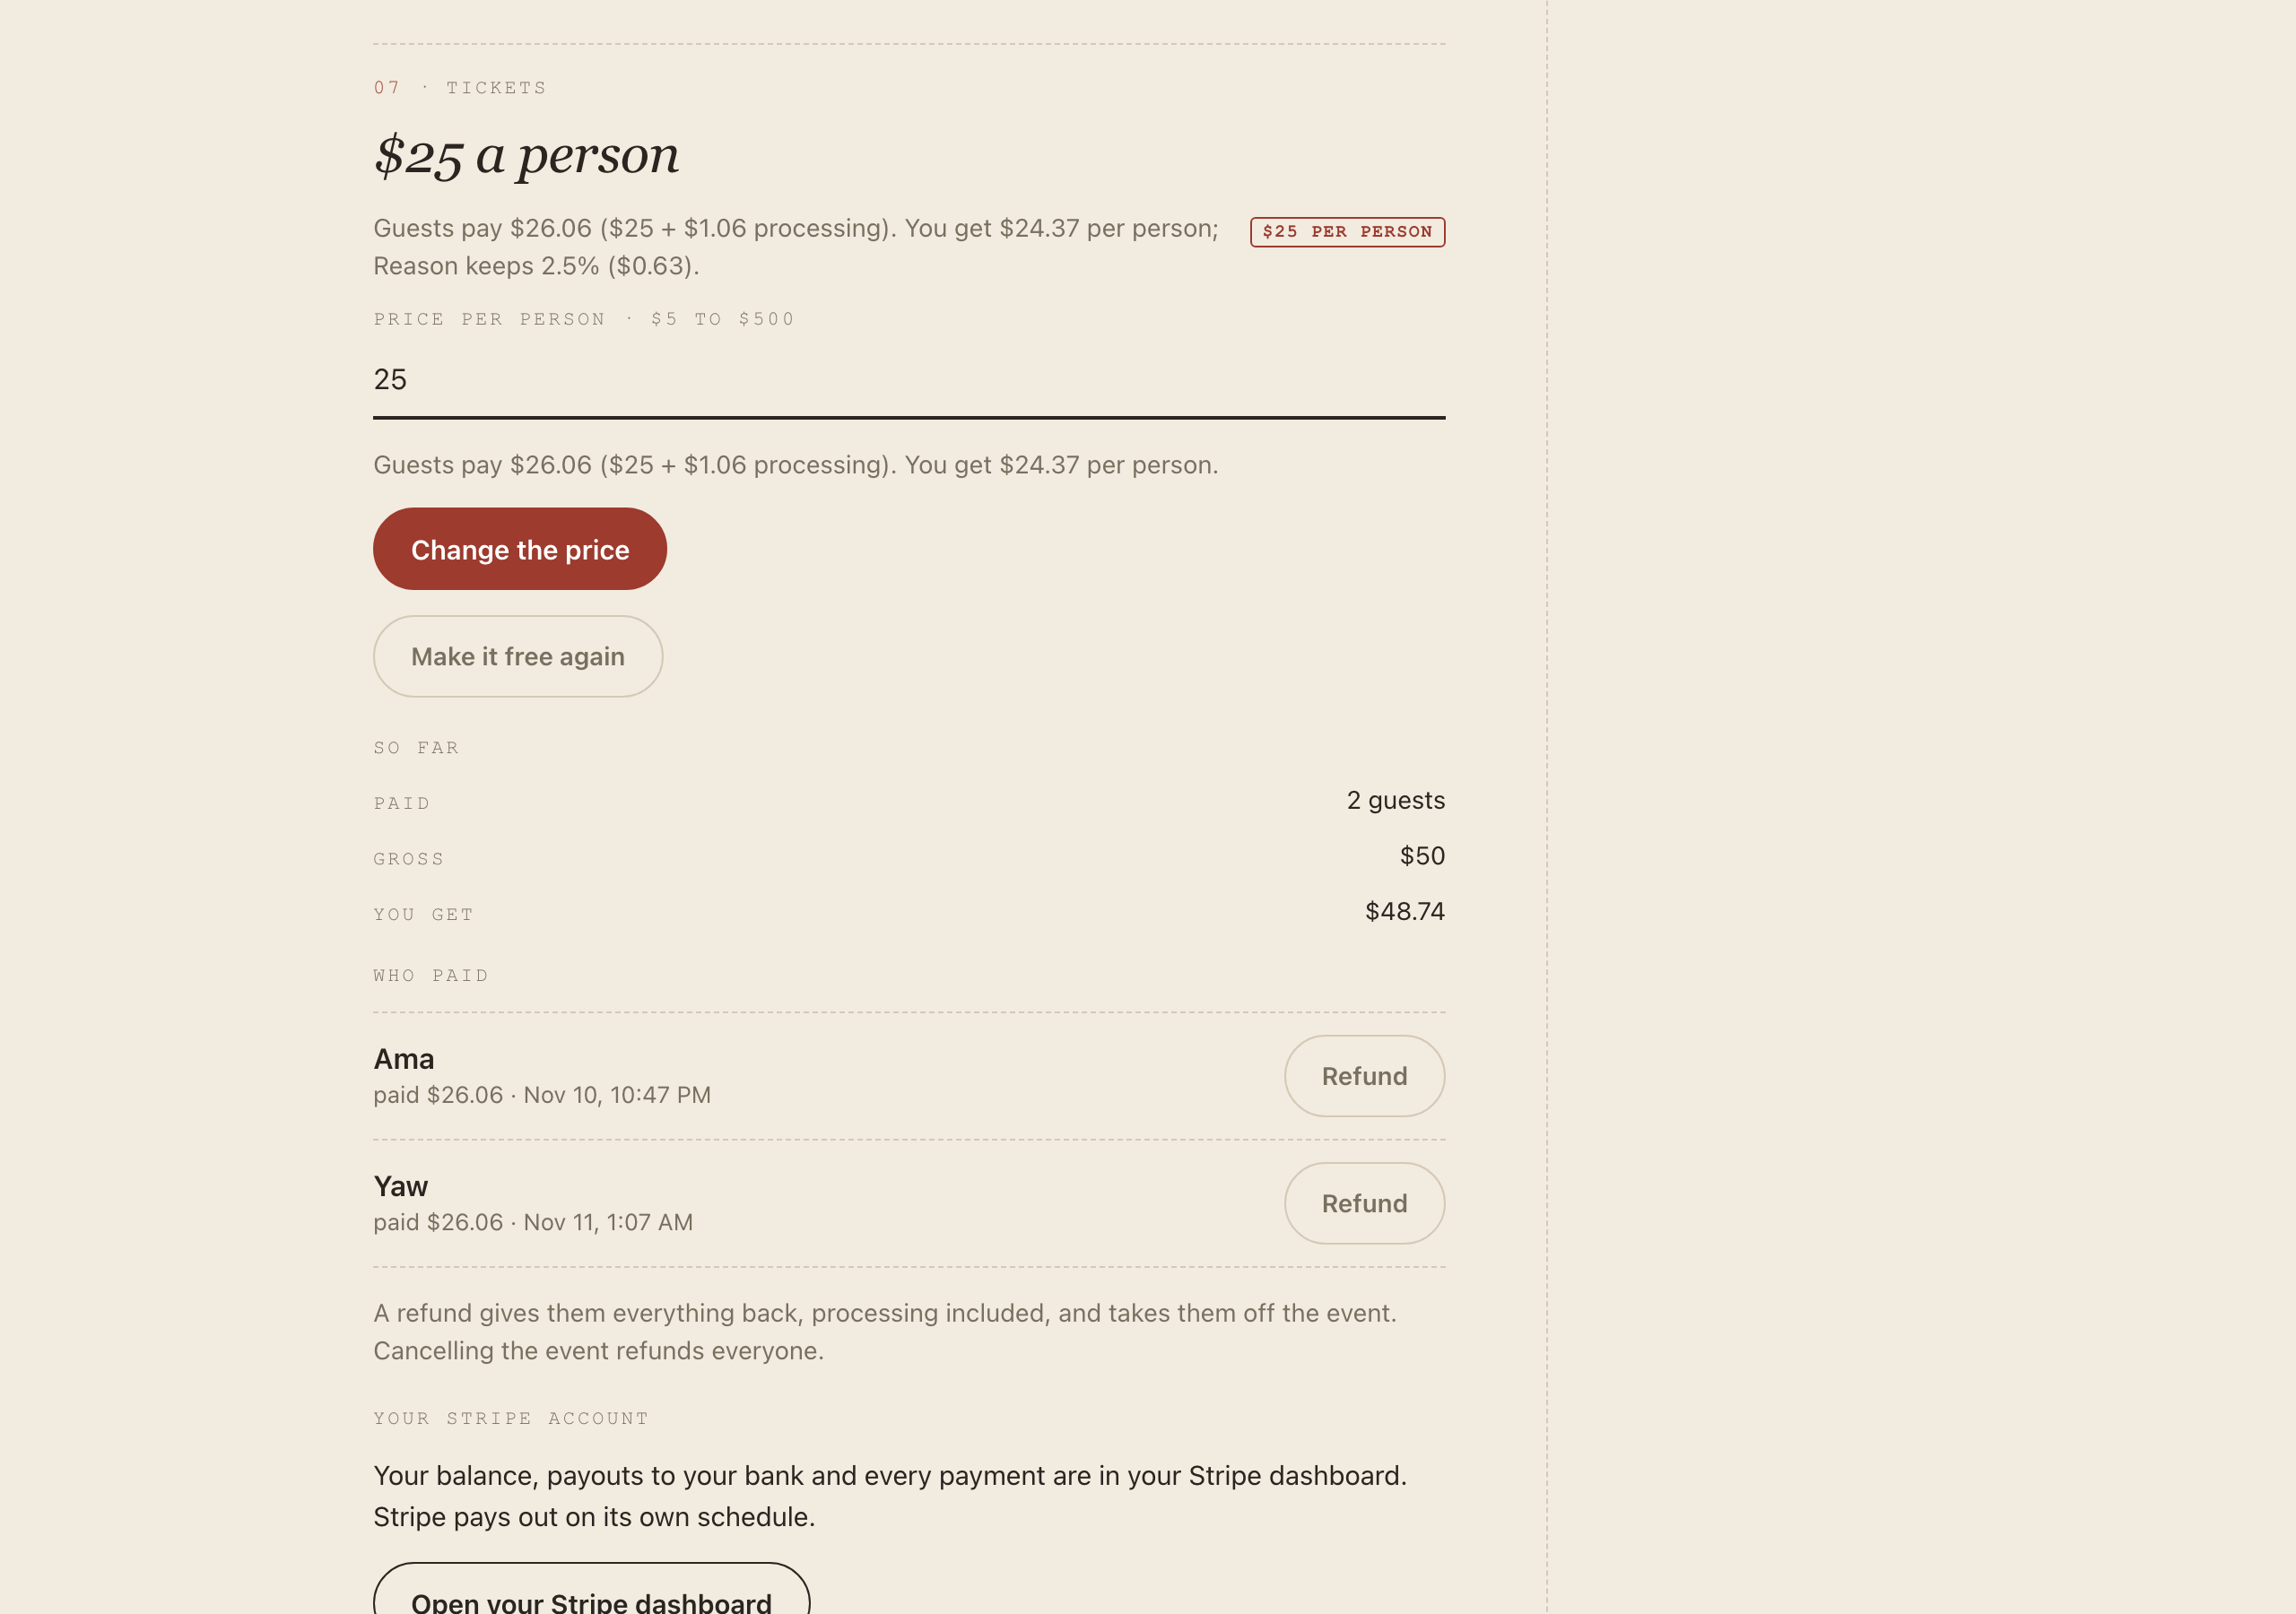 07 · TICKETS
$25 a person
Guests pay $26.06 ($25 + $1.06 processing). You get $24.37 per person;
Reason keeps 2.5% ($0.63).
$25 PER PERSON
PRICE PER PERSON · $5 TO $500
25
Guests pay $26.06 ($25 + $1.06 processing). You get $24.37 per person.
Change the price
Make it free again
SO FAR
PAID 2 guests
GROSS $50
YOU GET $48.74
WHO PAID
Ama
paid $26.06 · Nov 10, 10:47 PM
Refund
Yaw
paid $26.06 · Nov 11, 1:07 AM
Refund
A refund gives them everything back, processing included, and takes them off the event.
Cancelling the event refunds everyone.
YOUR STRIPE ACCOUNT
Your balance, payouts to your bank and every payment are in your Stripe dashboard.
Stripe pays out on its own schedule.
Open your Stripe dashboard